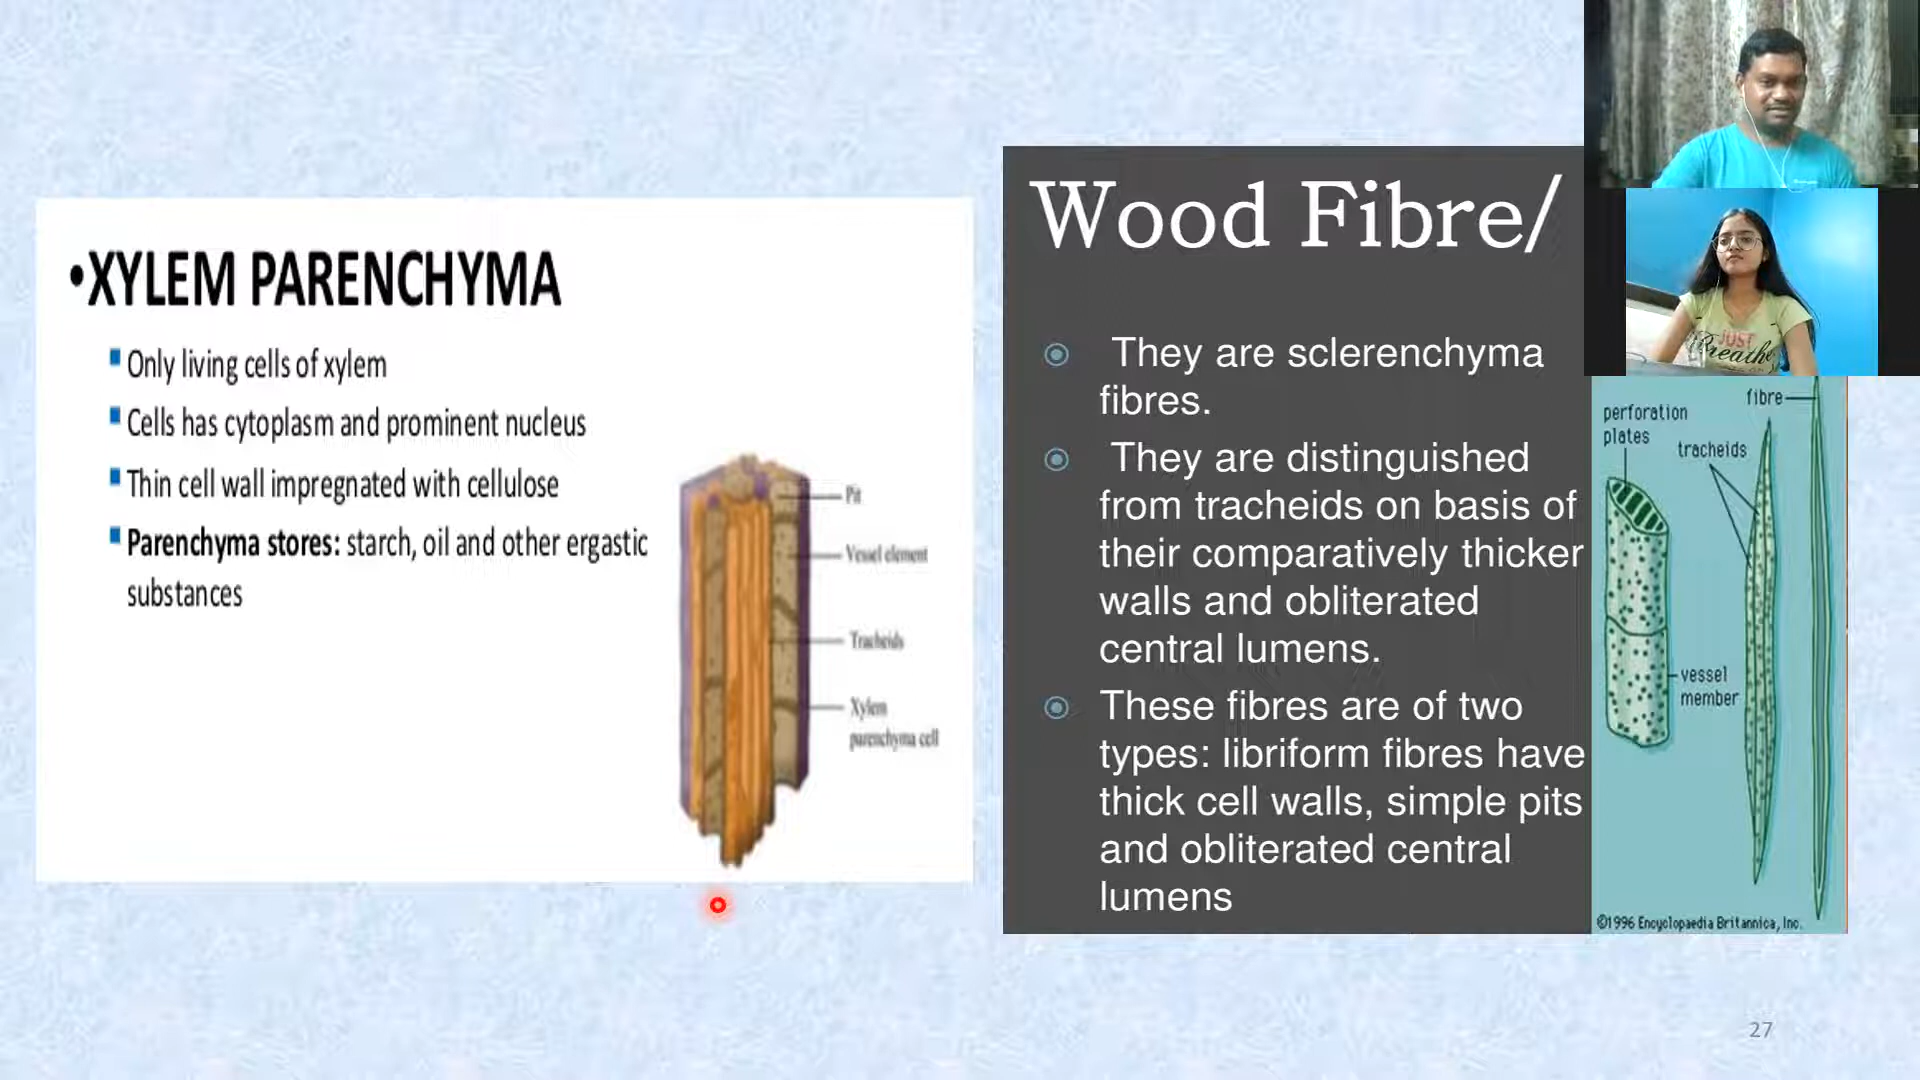 •XYLEM PARENCHYMA
Only living cells of xylem
Cells has cytoplasm and prominent nucleus
Thin cell wall impregnated with cellulose
Parenchyma stores: starch, oil and other ergastic
substances
Pit
Vessel element
Tracheids
Xylem
parenchyma cell
Wood Fibre/
They are sclerenchyma
fibres.
They are distinguished
from tracheids on basis of
their comparatively thicker
walls and obliterated
central lumens.
These fibres are of two
types: libriform fibres have
thick cell walls, simple pits
and obliterated central
lumens
JUST
Breathe
fibre
perforation
plates
tracheids
vessel
member
©1996 Encyclopaedia Britannica, Inc.
27